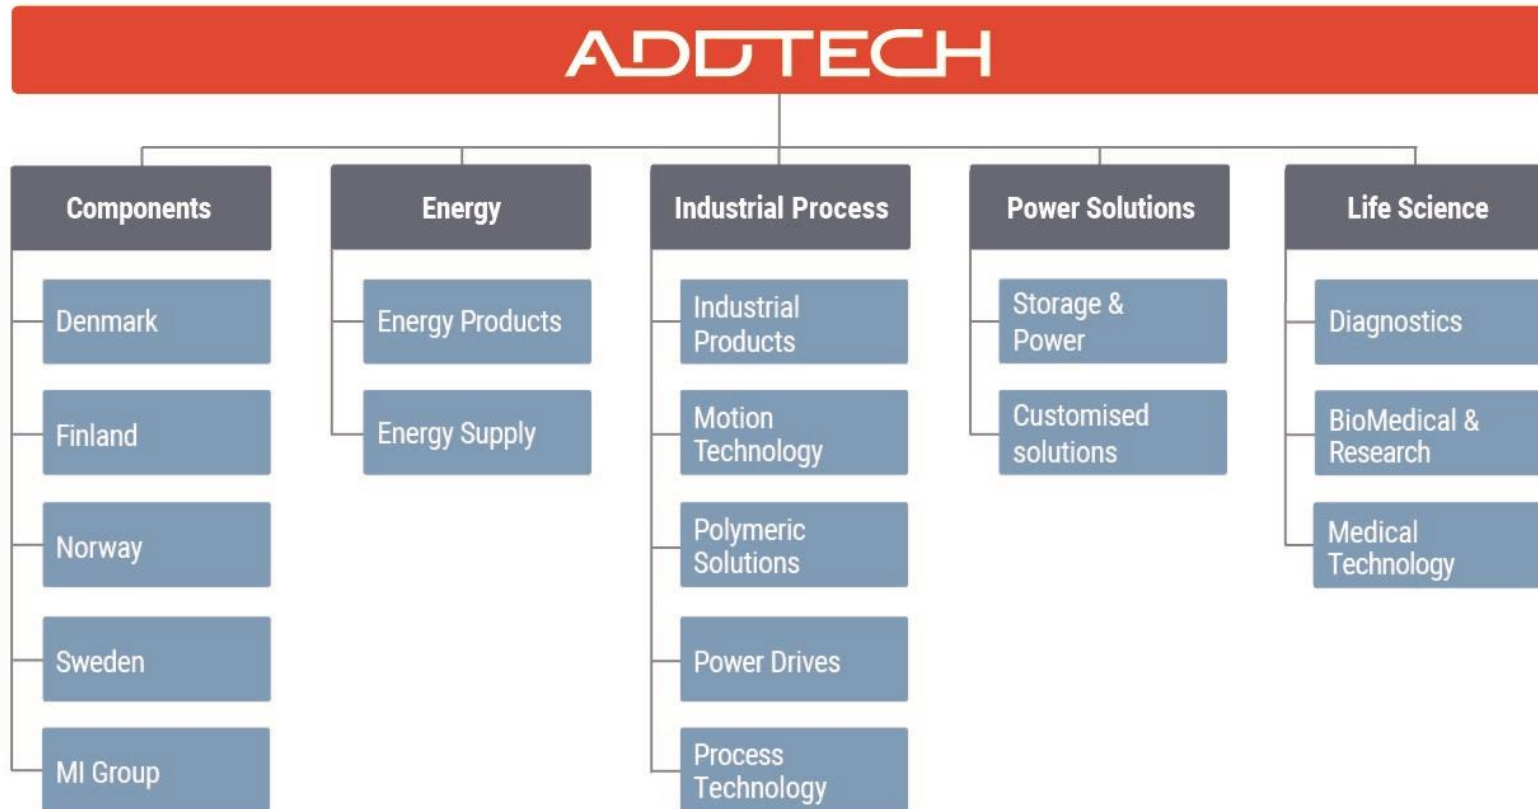 ADDTECH
Components
Denmark
Finland
Norway
Sweden
MI Group
Energy
Energy Products
Energy Supply
Industrial Process
Industrial
Products
Motion
Technology
Polymeric
Solutions
Power Drives
Process
Technology
Power Solutions
Storage &
Power
Customised
solutions
Life Science
Diagnostics
BioMedical &
Research
Medical
Technology